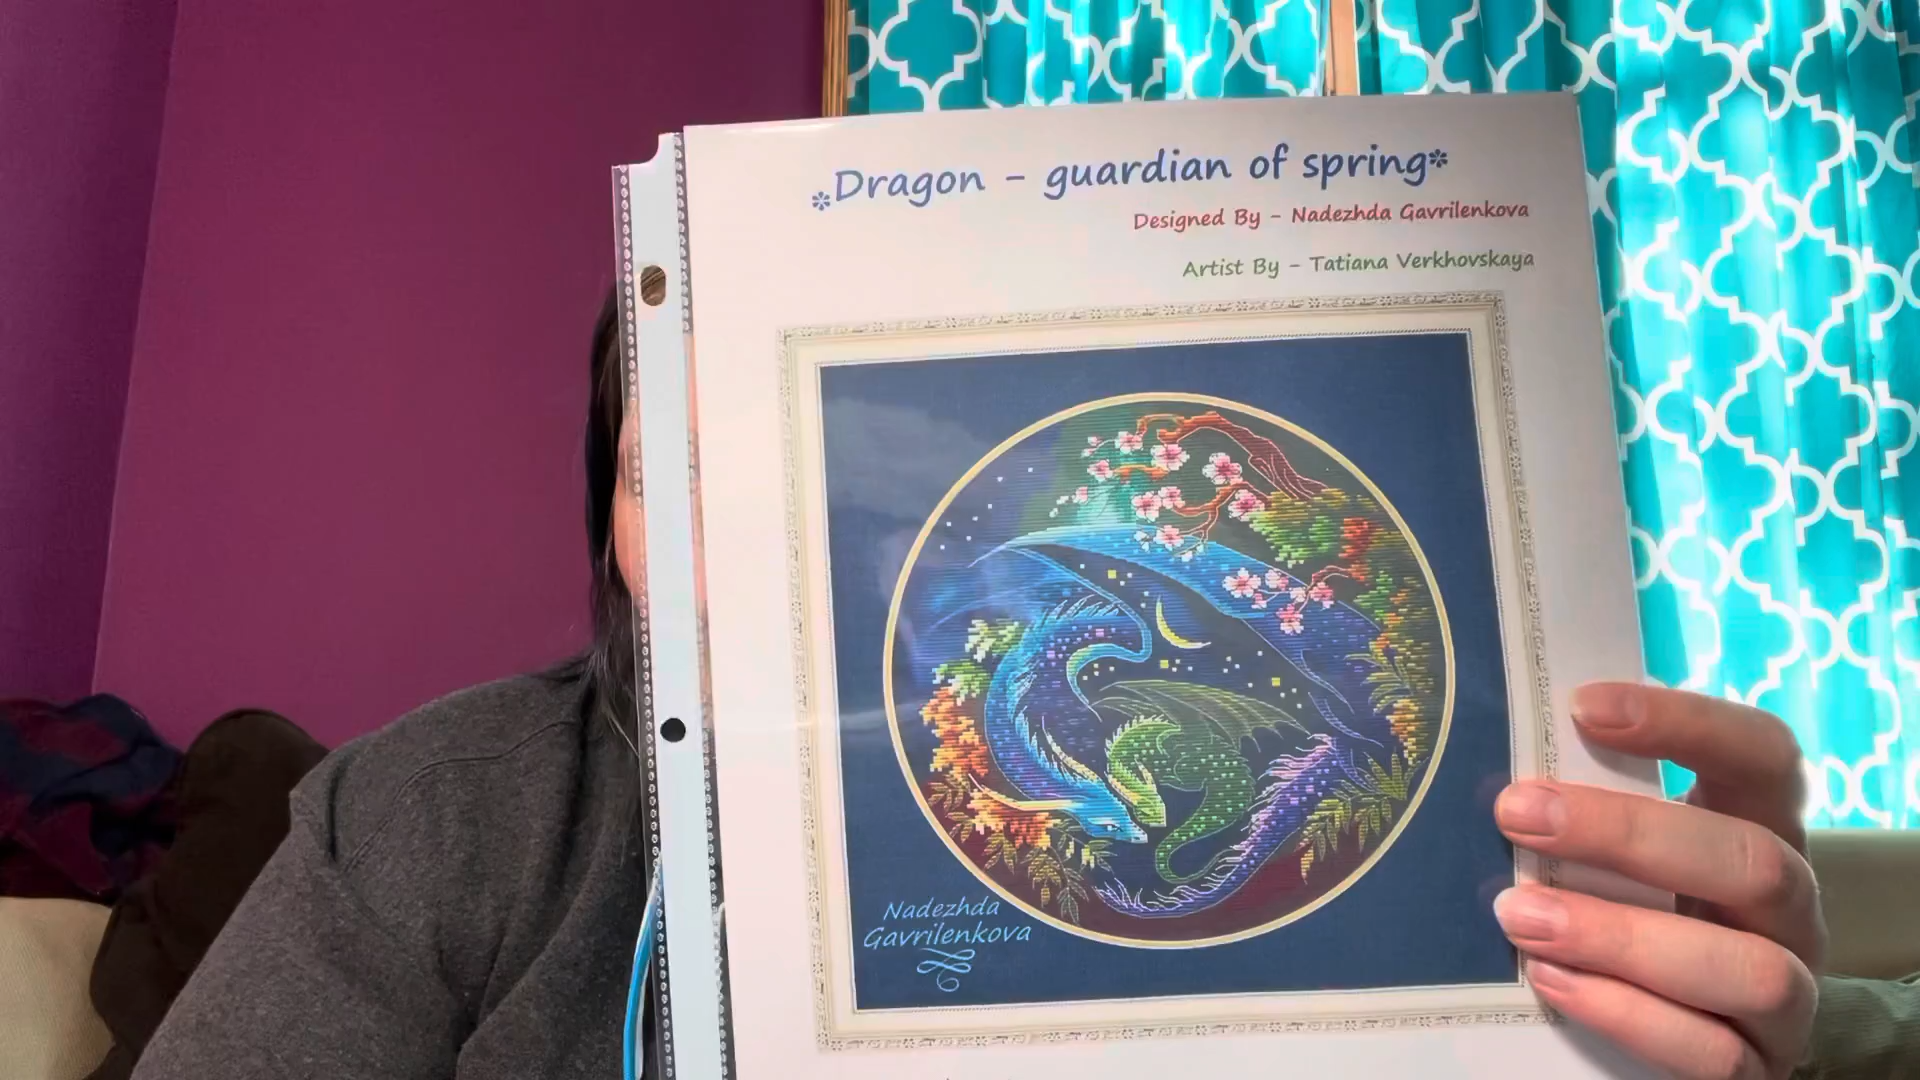 *Dragon - guardian of spring*
Designed By - Nadezhda Gavrilenkova
Artist By - Tatiana Verkhovskaya
Nadezhda
Gavrilenkova